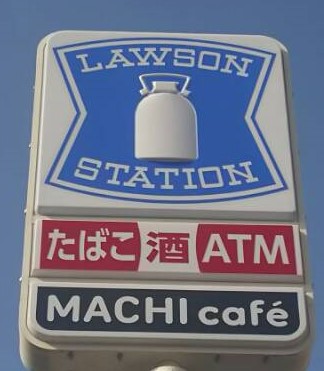 LAWSON
STATION
たばこ 酒 ATM
MACHI café